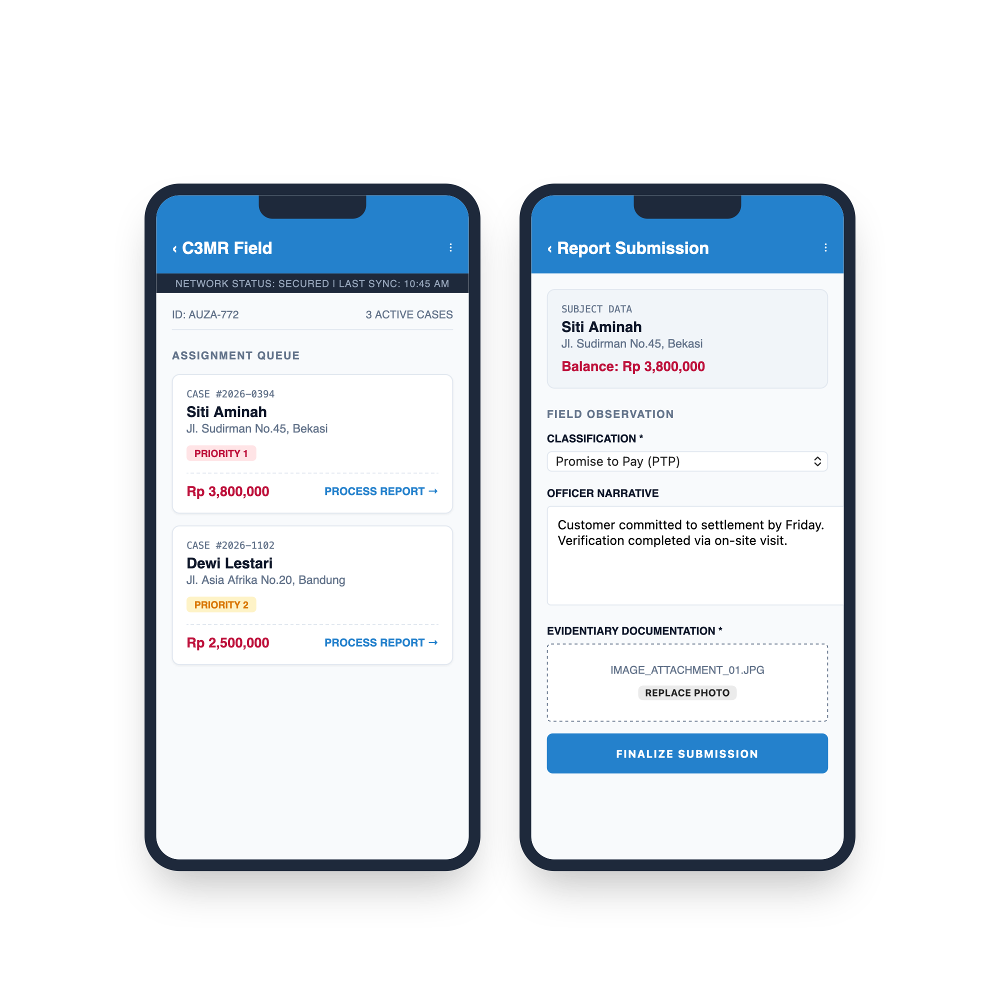 ‹ C3MR Field ⋮
NETWORK STATUS: SECURED | LAST SYNC: 10:45 AM
ID: AUZA-772 3 ACTIVE CASES
ASSIGNMENT QUEUE
CASE #2026-0394
Siti Aminah
Jl. Sudirman No.45, Bekasi
PRIORITY 1
Rp 3,800,000 PROCESS REPORT →
CASE #2026-1102
Dewi Lestari
Jl. Asia Afrika No.20, Bandung
PRIORITY 2
Rp 2,500,000 PROCESS REPORT →
‹ Report Submission ⋮
SUBJECT DATA
Siti Aminah
Jl. Sudirman No.45, Bekasi
Balance: Rp 3,800,000
FIELD OBSERVATION
CLASSIFICATION *
Promise to Pay (PTP)
OFFICER NARRATIVE
Customer committed to settlement by Friday.
Verification completed via on-site visit.
EVIDENTIARY DOCUMENTATION *
IMAGE_ATTACHMENT_01.JPG
REPLACE PHOTO
FINALIZE SUBMISSION